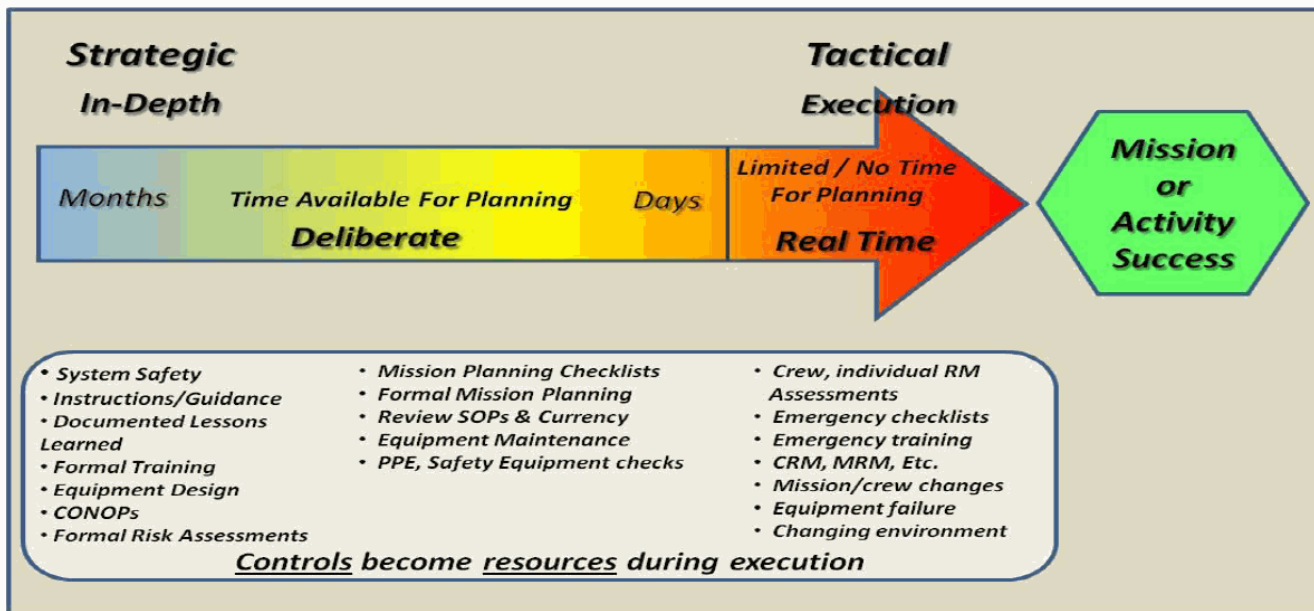 Strategic
In-Depth
Tactical
Execution
Months
Time Available For Planning
Deliberate
Days
Limited / No Time
For Planning
Real Time
Mission
or
Activity
Success
• System Safety
• Instructions/Guidance
• Documented Lessons
Learned
• Formal Training
• Equipment Design
• CONOPs
• Formal Risk Assessments
• Mission Planning Checklists
• Formal Mission Planning
• Review SOPs & Currency
• Equipment Maintenance
• PPE, Safety Equipment checks
• Crew, individual RM
Assessments
• Emergency checklists
• Emergency training
• CRM, MRM, Etc.
• Mission/crew changes
• Equipment failure
• Changing environment
Controls become resources during execution